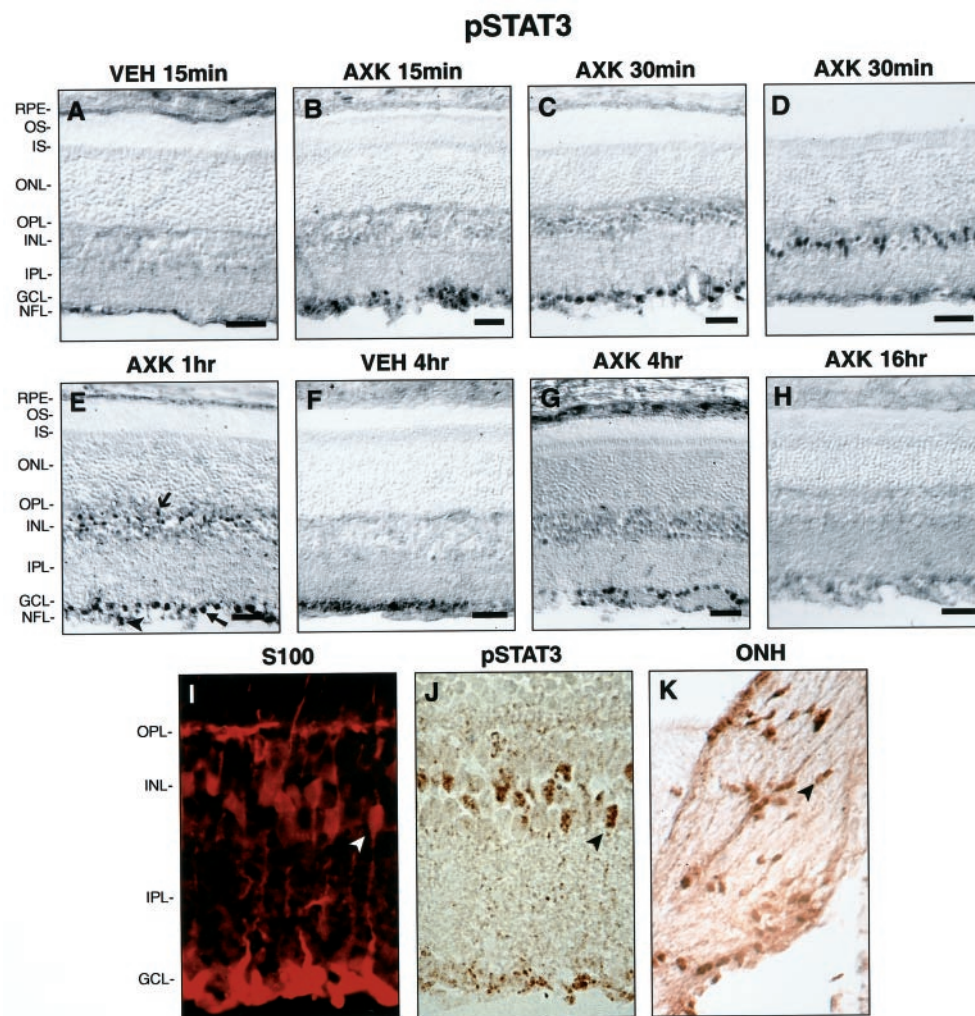 pSTAT3
VEH 15min AXK 15min AXK 30min AXK 30min
A B C D
RPE-
OS-
IS-
ONL-
OPL-
INL-
IPL-
GCL-
NFL-
AXK 1hr VEH 4hr AXK 4hr AXK 16hr
E F G H
RPE-
OS-
IS-
ONL-
OPL-
INL-
IPL-
GCL-
NFL-
S100 pSTAT3 ONH
I J K
OPL-
INL-
IPL-
GCL-